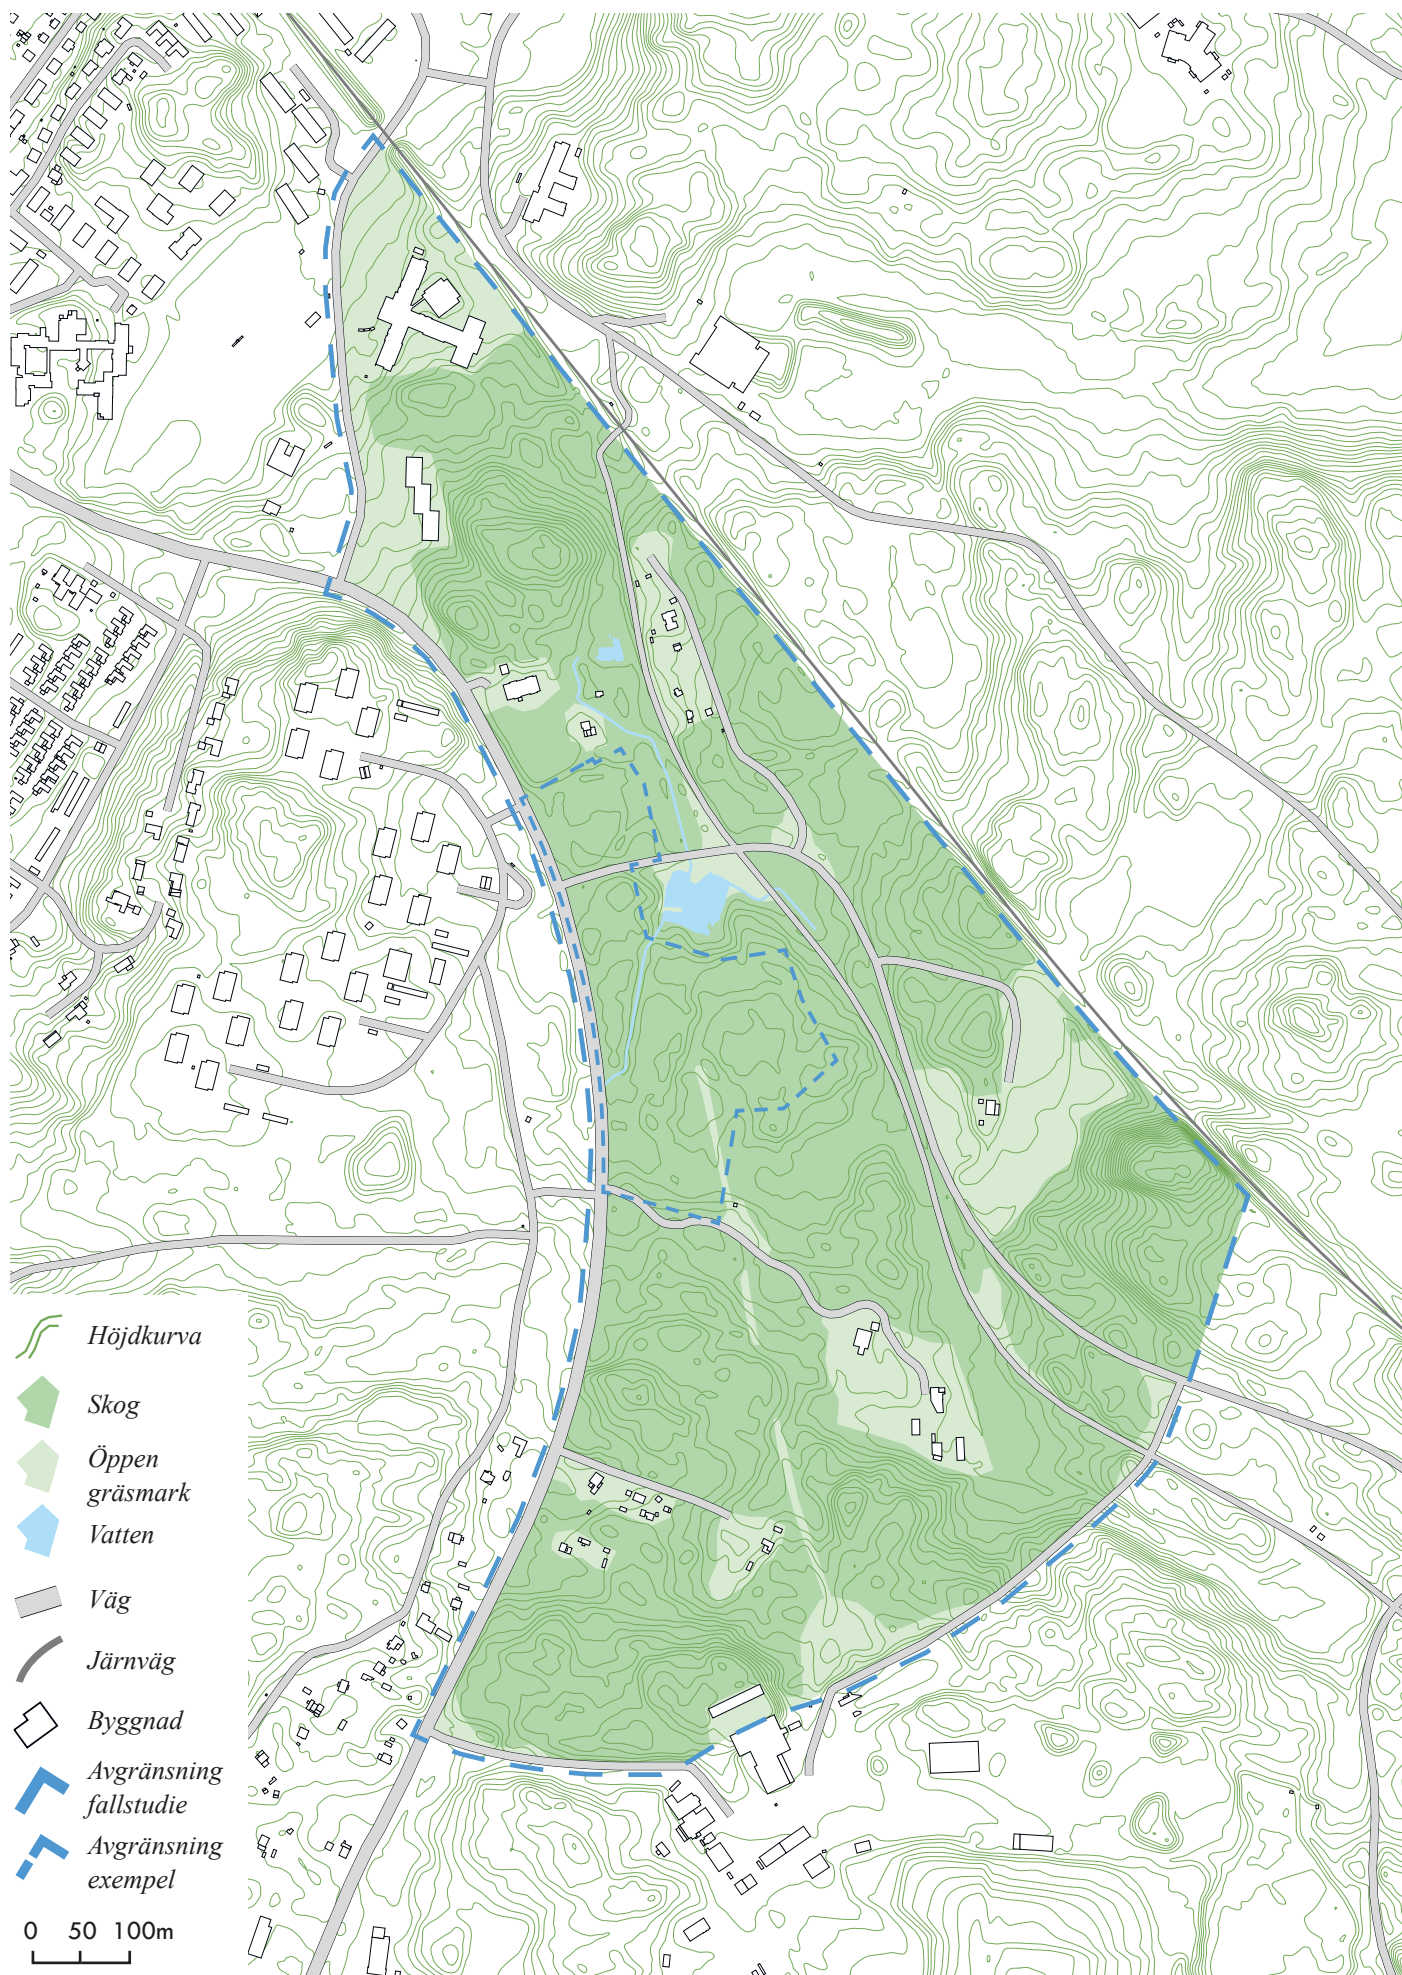 Höjdkurva
Skog
Öppen
gräsmark
Vatten
Väg
Järnväg
Byggnad
Avgränsning
fallstudie
Avgränsning
exempel
0 50 100m